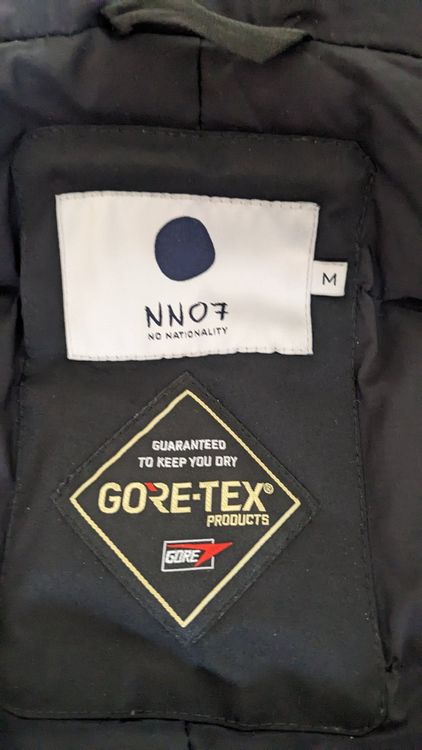 NN07
NO NATIONALITY
M
GUARANTEED
TO KEEP YOU DRY
GORE-TEX®
PRODUCTS
GORE